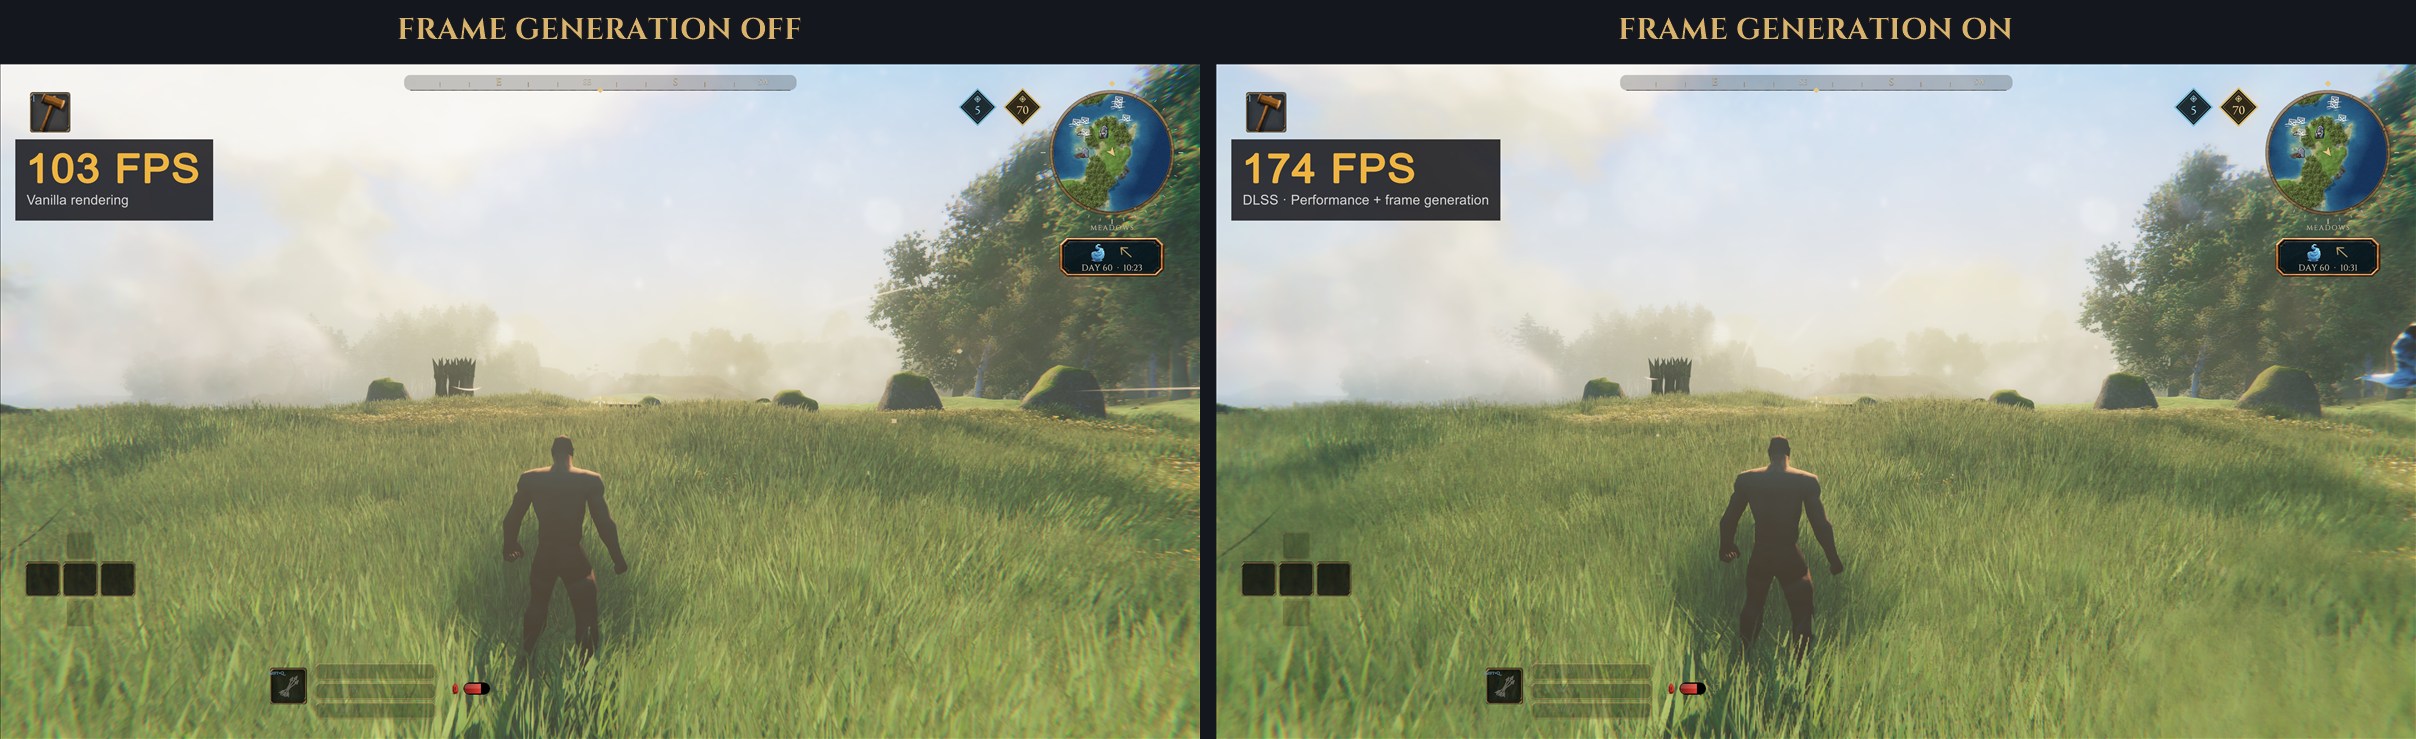 FRAME GENERATION OFF
FRAME GENERATION ON
103 FPS
Vanilla rendering
5
70
MEADOWS
DAY 60 · 10:23
174 FPS
DLSS · Performance + frame generation
5
70
MEADOWS
DAY 60 · 10:31